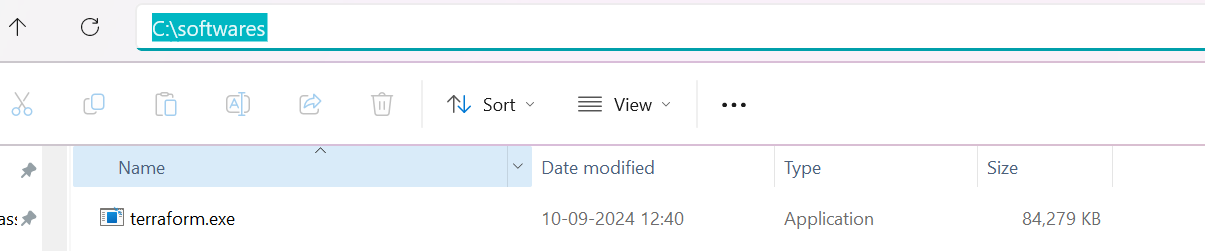 C:\softwares
Sort View
Name Date modified Type Size
terraform.exe 10-09-2024 12:40 Application 84,279 KB